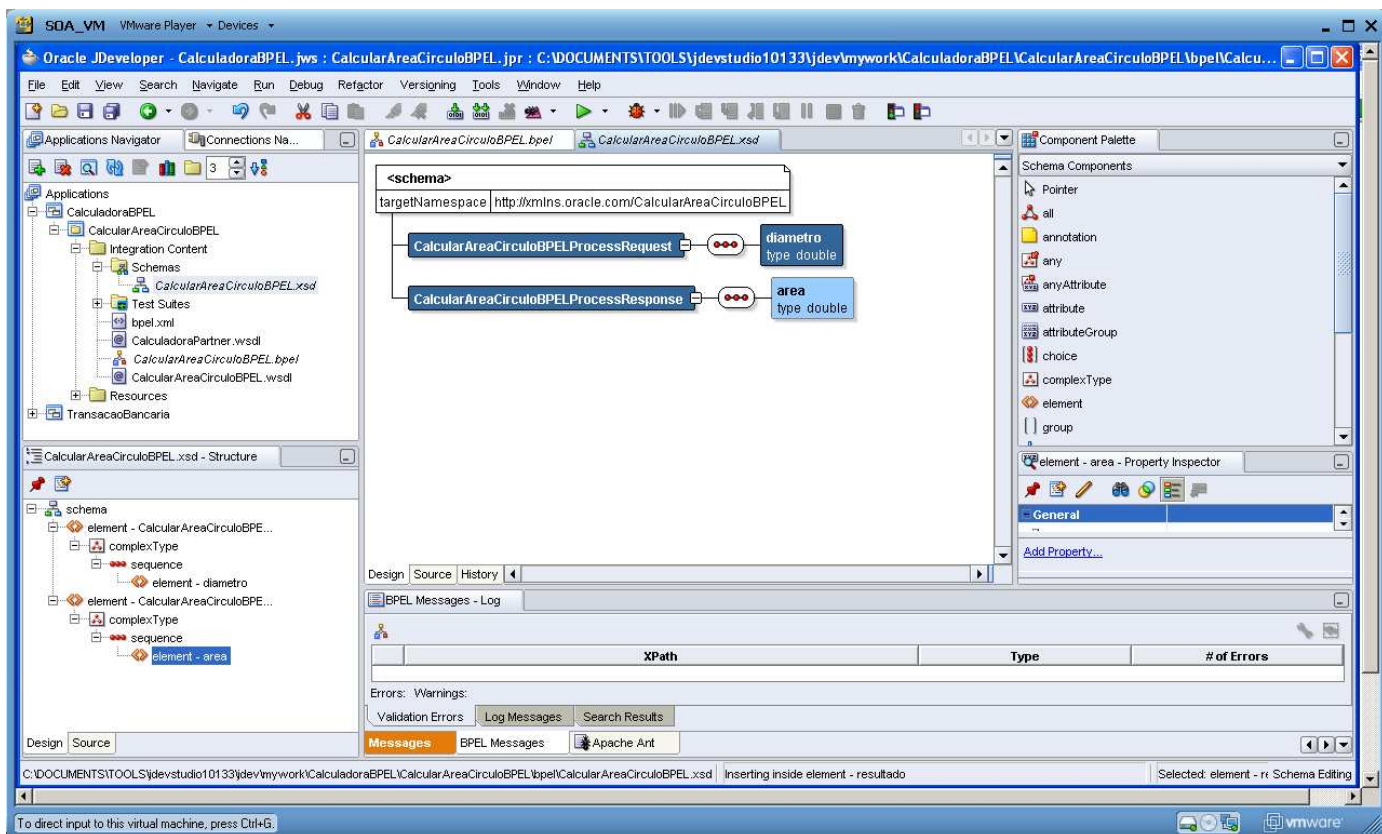 SOA_VM VMware Player Devices
Oracle JDeveloper - CalculadoraBPEL.jws : CalcularAreaCirculoBPEL.jpr : C:\DOCUMENTS\TOOLS\jdevstudio10133\jdev\mywork\CalculadoraBPEL\CalcularAreaCirculoBPEL\bpel\Calcu...
File Edit View Search Navigate Run Debug Refactor Versioning Tools Window Help
Applications Navigator Connections Na...
3
Applications
CalculadoraBPEL
CalcularAreaCirculoBPEL
Integration Content
Schemas
CalcularAreaCirculoBPEL.xsd
Test Suites
bpel.xml
CalculadoraPartner.wsdl
CalcularAreaCirculoBPEL.bpel
CalcularAreaCirculoBPEL.wsdl
Resources
TransacaoBancaria
CalcularAreaCirculoBPEL.xsd - Structure
schema
element - CalcularAreaCirculoBPE...
complexType
sequence
element - diametro
element - CalcularAreaCirculoBPE...
complexType
sequence
element - area
Design Source
CalcularAreaCirculoBPEL.bpel CalcularAreaCirculoBPEL.xsd
<schema>
targetNamespace http://xmlns.oracle.com/CalcularAreaCirculoBPEL
CalcularAreaCirculoBPELProcessRequest
diametro
type double
CalcularAreaCirculoBPELProcessResponse
area
type double
Design Source History
BPEL Messages - Log
XPath Type # of Errors
Errors: Warnings:
Validation Errors Log Messages Search Results
Messages BPEL Messages Apache Ant
Component Palette
Schema Components
Pointer
all
annotation
any
anyAttribute
attribute
attributeGroup
choice
complexType
element
group
element - area - Property Inspector
General
Add Property...
C:\DOCUMENTS\TOOLS\jdevstudio10133\jdev\mywork\CalculadoraBPEL\CalcularAreaCirculoBPEL\bpel\CalcularAreaCirculoBPEL.xsd Inserting inside element - resultado Selected: element - re Schema Editing
To direct input to this virtual machine, press Ctrl+G.
vmware